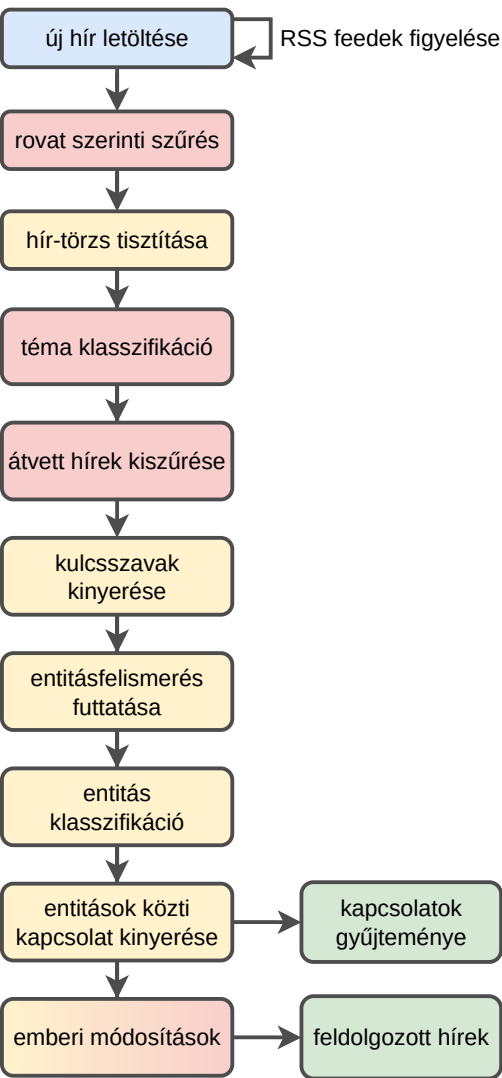 új hír letöltése
RSS feedek figyelése
rovat szerinti szűrés
hír-törzs tisztítása
téma klasszifikáció
átvett hírek kiszűrése
kulcsszavak
kinyerése
entitásfelismerés
futtatása
entitás
klasszifikáció
entitások közti
kapcsolat kinyerése
kapcsolatok
gyűjteménye
emberi módosítások
feldolgozott hírek